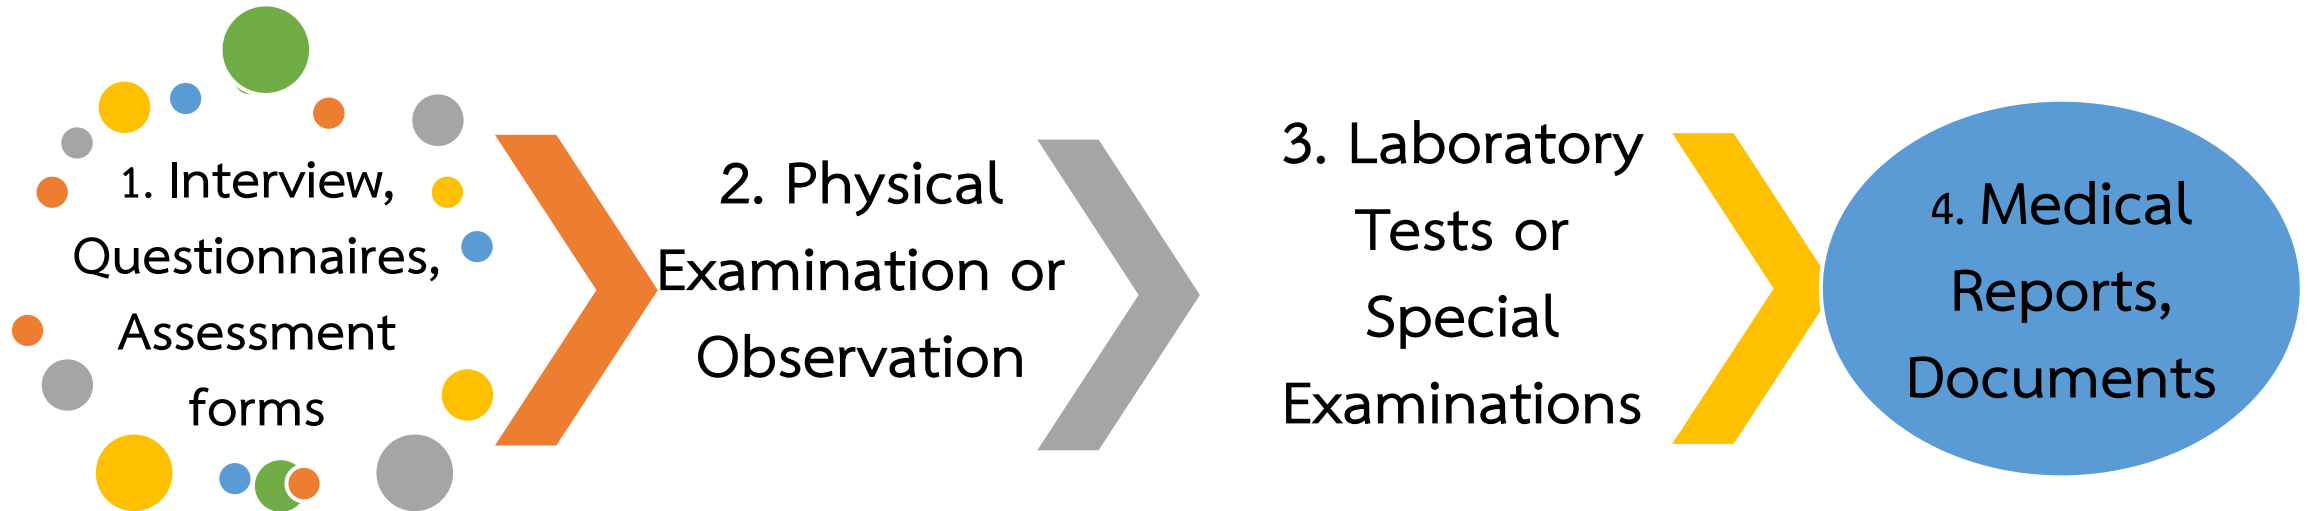 1. Interview,
Questionnaires,
Assessment
forms
2. Physical
Examination or
Observation
3. Laboratory
Tests or
Special
Examinations
4. Medical
Reports,
Documents